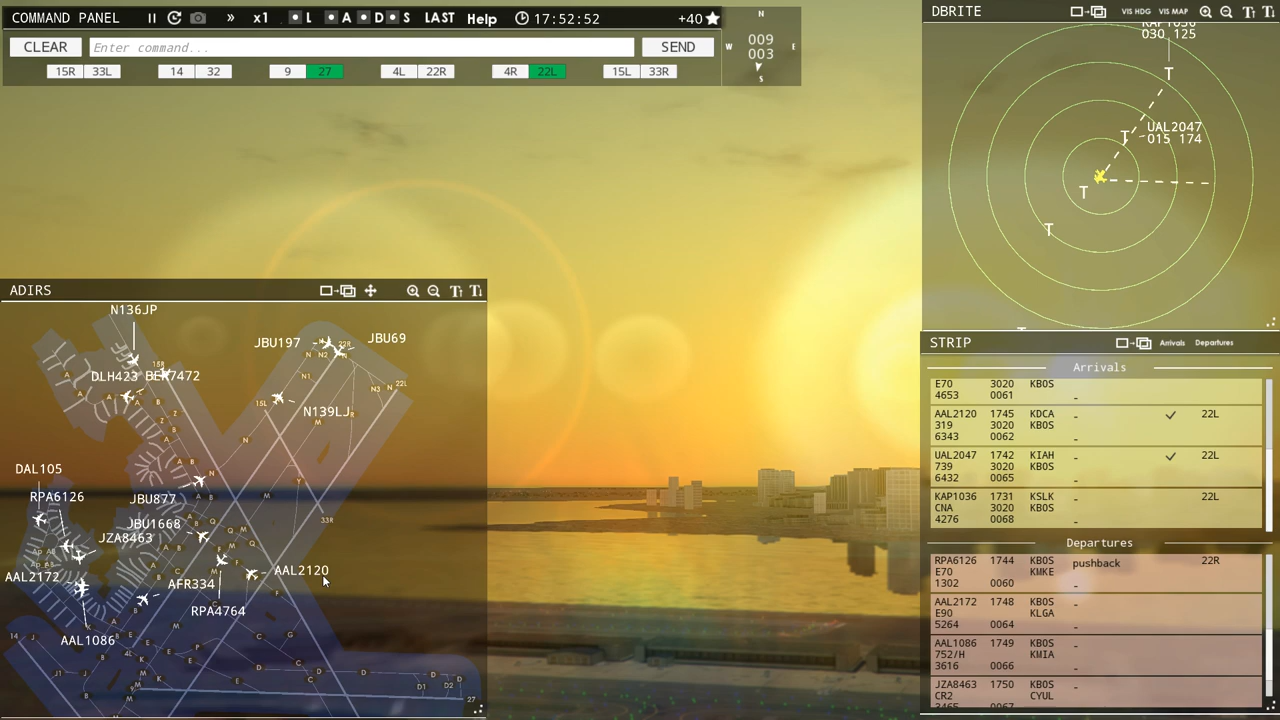 COMMAND PANEL
x1
L A D S LAST Help
17:52:52
+40
CLEAR
Enter command...
SEND
15R 33L 14 32 9 27 4L 22R 4R 22L 15L 33R
N
W 009 E
003
S
DBRITE
VIS HDG VIS MAP
KAP1036
030 125
T
T
UAL2047
015 174
T
T
ADIRS
N136JP
JBU197
JBU69
DLH423
N139LJ
DAL105
RPA6126
JBU877
JBU1668
JZA8463
AAL2172
AFR334
AAL2120
RPA4764
AAL1086
STRIP
Arrivals Departures
Arrivals
E70 3020 KBOS
4653 0061 -
AAL2120 1745 KDCA - 22L
319 3020 KBOS
6343 0062 -
UAL2047 1742 KIAH - 22L
739 3020 KBOS
6432 0065 -
KAP1036 1731 KSLK - 22L
CNA 3020 KBOS
4276 0068 -
Departures
RPA6126 1744 KBOS pushback 22R
E70 KMKE
1302 0060 -
AAL2172 1748 KBOS -
E90 KLGA
5264 0064 -
AAL1086 1749 KBOS -
752/H KMIA
3616 0066 -
JZA8463 1750 KBOS -
CR2 CYUL
3465 0067